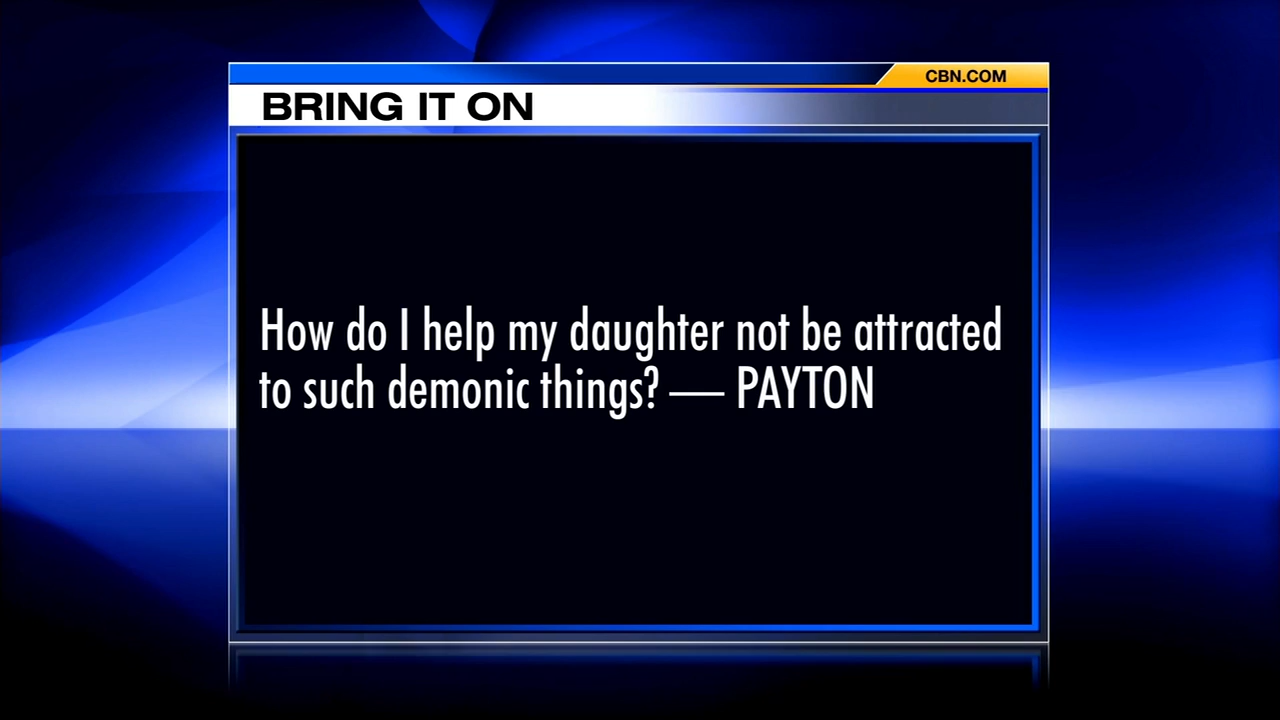 CBN.COM
BRING IT ON
How do I help my daughter not be attracted
to such demonic things? — PAYTON